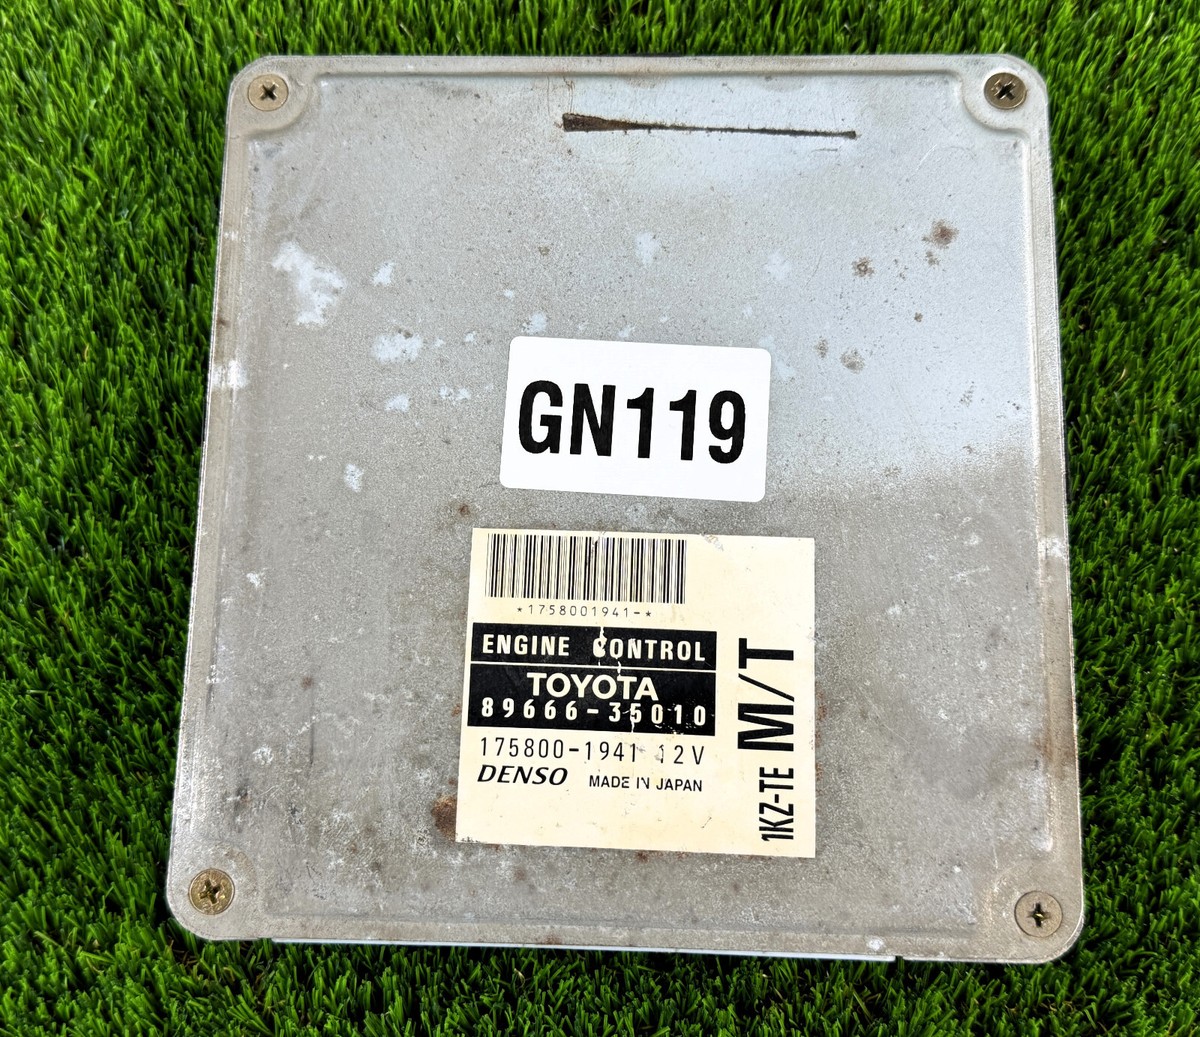 GN119
*1758001941-*
ENGINE CONTROL
TOYOTA
89666-35010
175800-1941 12V
DENSO MADE IN JAPAN
1KZ-TE M/T